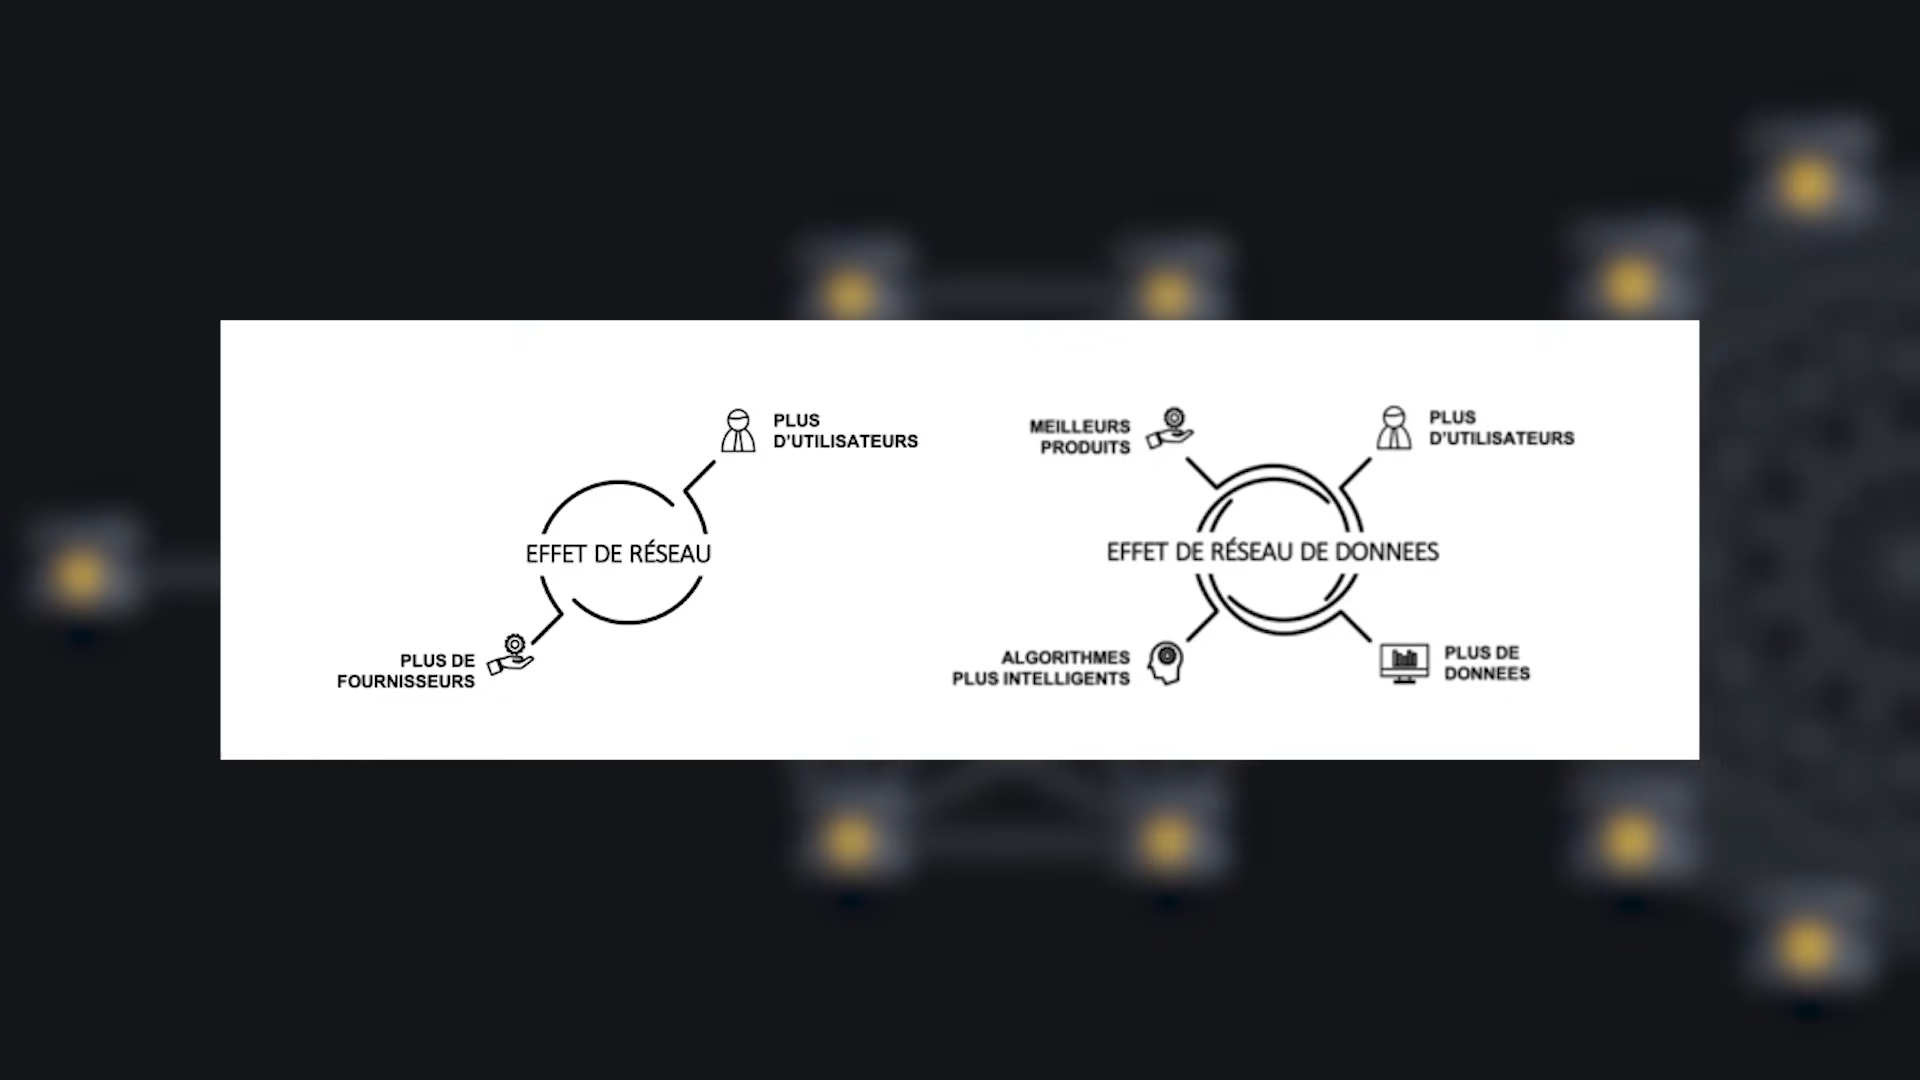 PLUS
D'UTILISATEURS
EFFET DE RÉSEAU
PLUS DE
FOURNISSEURS
MEILLEURS
PRODUITS
PLUS
D'UTILISATEURS
EFFET DE RÉSEAU DE DONNEES
ALGORITHMES
PLUS INTELLIGENTS
PLUS DE
DONNEES